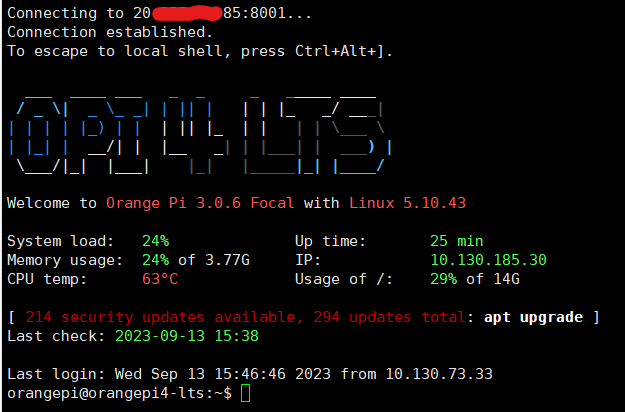 Connecting to 20 85:8001...
Connection established.
To escape to local shell, press Ctrl+Alt+].
OPI 4 LTS
Welcome to Orange Pi 3.0.6 Focal with Linux 5.10.43
System load: 24% Up time: 25 min
Memory usage: 24% of 3.77G IP: 10.130.185.30
CPU temp: 63°C Usage of /: 29% of 14G
[ 214 security updates available, 294 updates total: apt upgrade ]
Last check: 2023-09-13 15:38
Last login: Wed Sep 13 15:46:46 2023 from 10.130.73.33
orangepi@orangepi4-lts:~$